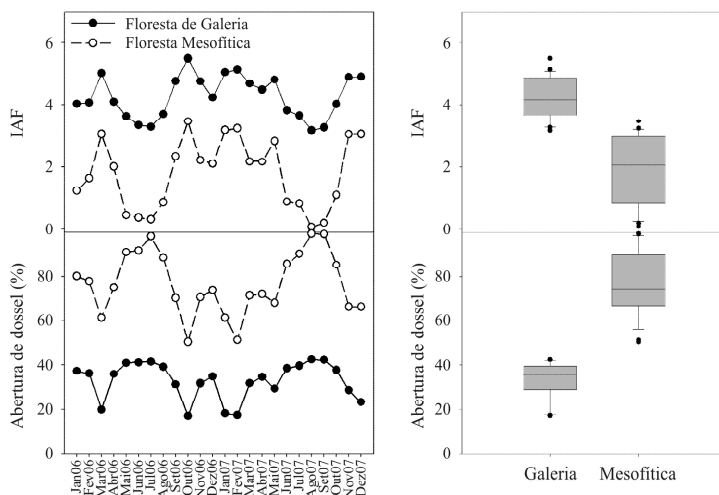 Floresta de Galeria
Floresta Mesofítica
IAF
6
4
2
0
Abertura de dossel (%)
80
60
40
20
0
Jan06
Fev06
Mar06
Abr06
Mai06
Jun06
Jul06
Ago06
Set06
Out06
Nov06
Dez06
Jan07
Fev07
Mar07
Abr07
Mai07
Jun07
Jul07
Ago07
Set07
Out07
Nov07
Dez07
IAF
6
4
2
0
Abertura de dossel (%)
80
60
40
20
0
Galeria
Mesofítica